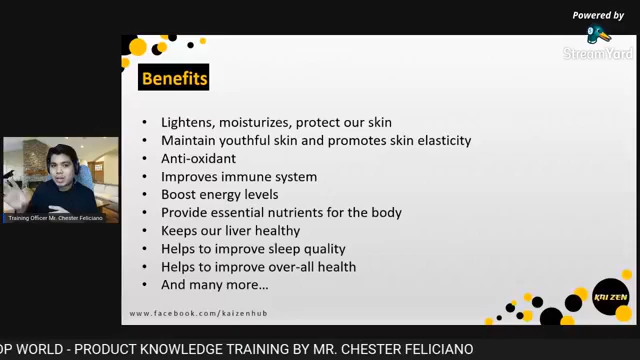 Powered by
StreamYard
Benefits
• Lightens, moisturizes, protect our skin
• Maintain youthful skin and promotes skin elasticity
• Anti-oxidant
• Improves immune system
• Boost energy levels
• Provide essential nutrients for the body
• Keeps our liver healthy
• Helps to improve sleep quality
• Helps to improve over-all health
• And many more…
Training Officer Mr. Chester Feliciano
KAIZEN
www.facebook.com/kaizenhub
OP WORLD - PRODUCT KNOWLEDGE TRAINING BY MR. CHESTER FELICIANO